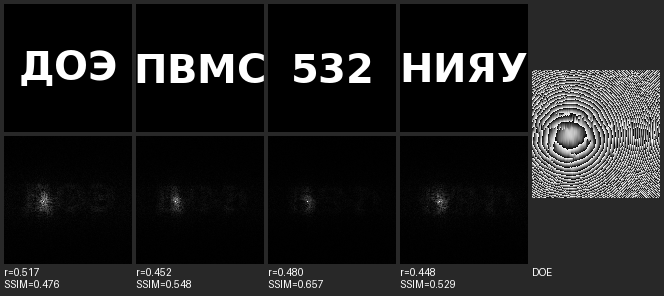 ДОЭ
ПВМС
532
НИЯУ
r=0.517
SSIM=0.476
r=0.452
SSIM=0.548
r=0.480
SSIM=0.657
r=0.448
SSIM=0.529
DOE